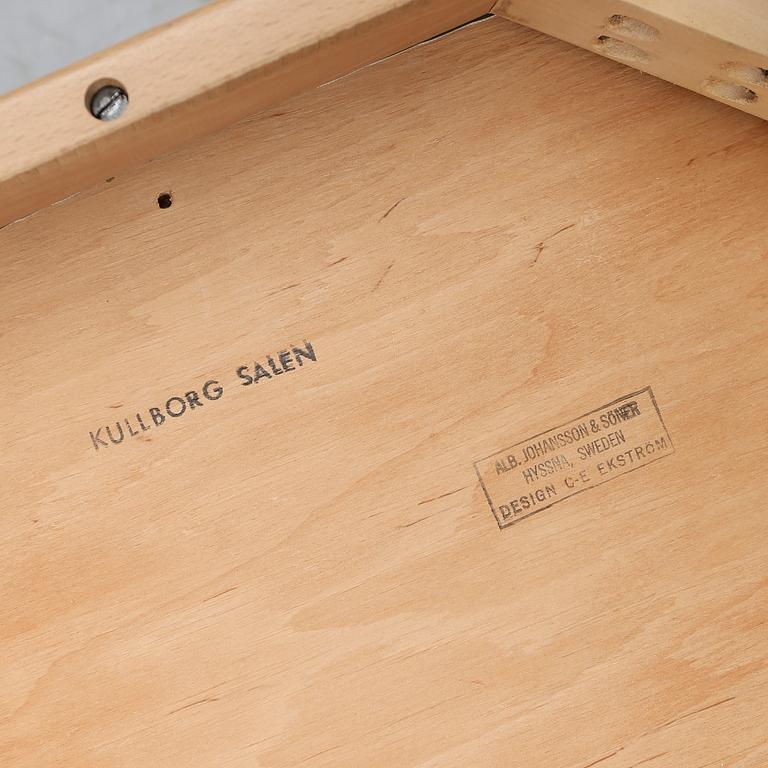 KULLBORG SALEN
ALB. JOHANSSON & SÖNER
HYSSNA, SWEDEN
DESIGN C-E EKSTRÖM